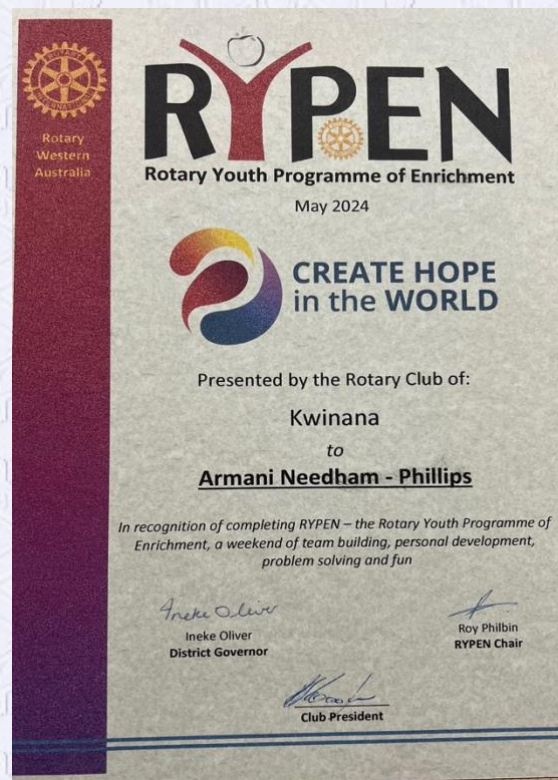 ROTARY
INTERNATIONAL
Rotary
Western
Australia
RYPEN
Rotary Youth Programme of Enrichment
May 2024
CREATE HOPE
in the WORLD
Presented by the Rotary Club of:
Kwinana
to
Armani Needham - Phillips
In recognition of completing RYPEN – the Rotary Youth Programme of
Enrichment, a weekend of team building, personal development,
problem solving and fun
Ineke Oliver
Ineke Oliver
District Governor
Roy Philbin
RYPEN Chair
Club President